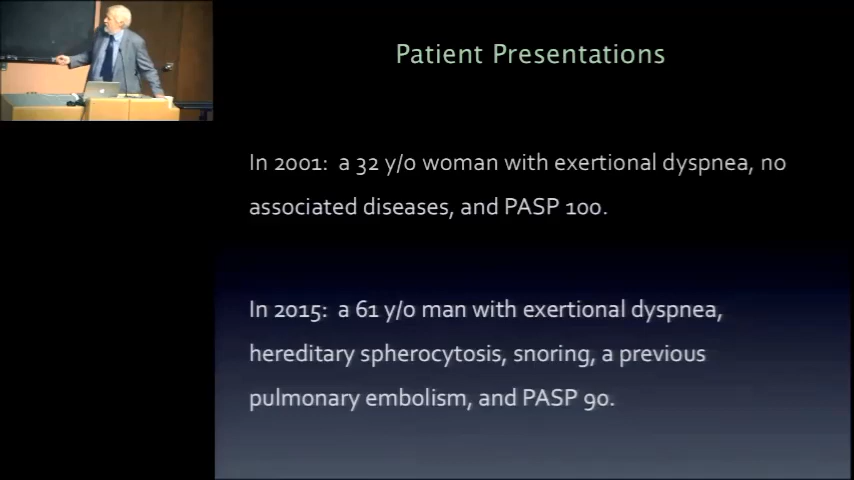 Patient Presentations
In 2001: a 32 y/o woman with exertional dyspnea, no
associated diseases, and PASP 100.
In 2015: a 61 y/o man with exertional dyspnea,
hereditary spherocytosis, snoring, a previous
pulmonary embolism, and PASP 90.